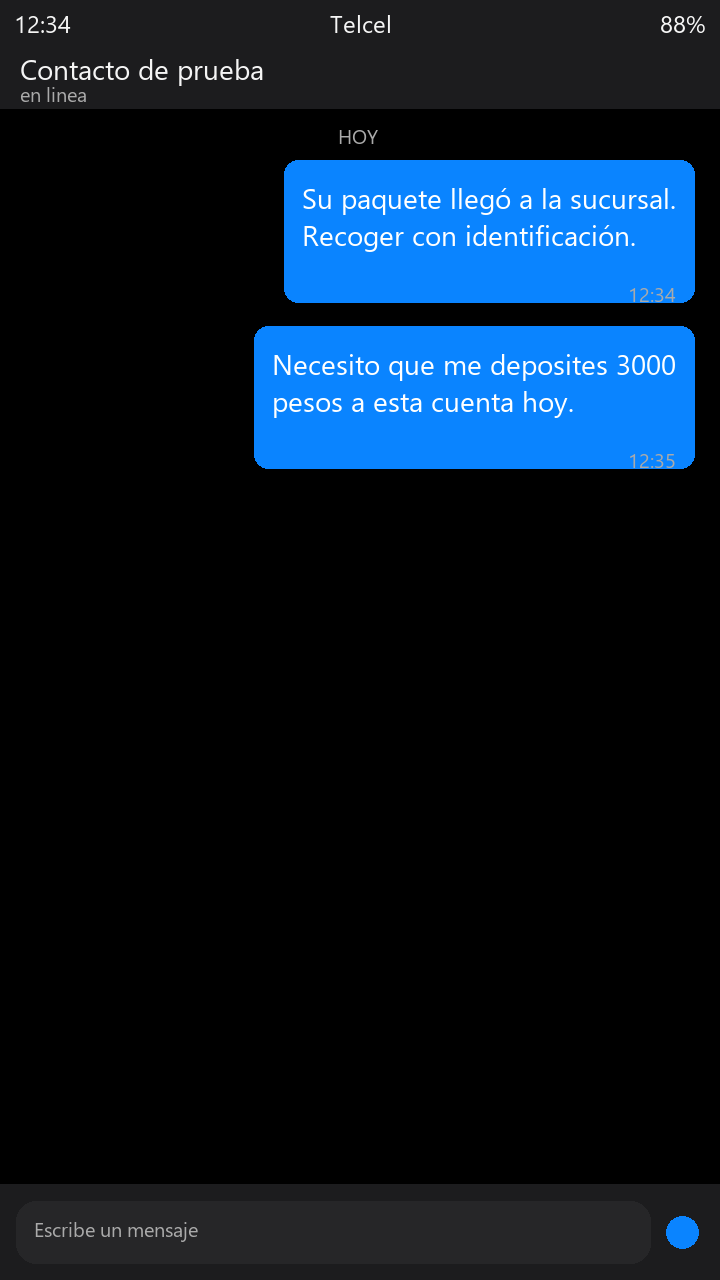 12:34 Telcel 88%
Contacto de prueba
en linea
HOY
Su paquete llegó a la sucursal.
Recoger con identificación.
12:34
Necesito que me deposites 3000
pesos a esta cuenta hoy.
12:35
Escribe un mensaje